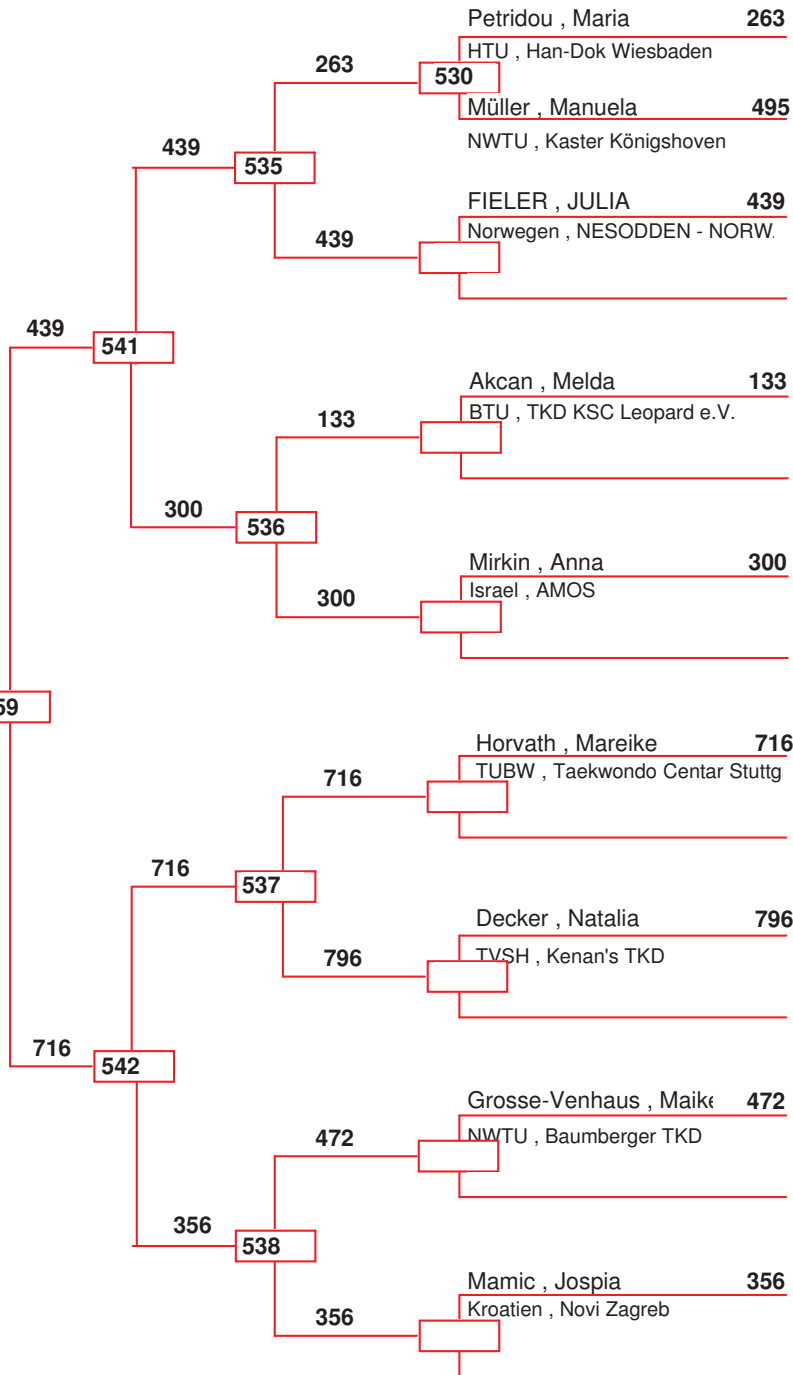 Petridou , Maria 263
HTU , Han-Dok Wiesbaden
263
530
Müller , Manuela 495
NWTU , Kaster Königshoven
439
535
FIELER , JULIA 439
Norwegen , NESODDEN - NORW.
439
439
541
Akcan , Melda 133
BTU , TKD KSC Leopard e.V.
133
300
536
Mirkin , Anna 300
Israel , AMOS
300
59
Horvath , Mareike 716
TUBW , Taekwondo Centar Stuttg
716
716
537
Decker , Natalia 796
TVSH , Kenan's TKD
796
716
542
Grosse-Venhaus , Maike 472
NWTU , Baumberger TKD
472
356
538
Mamic , Jospia 356
Kroatien , Novi Zagreb
356